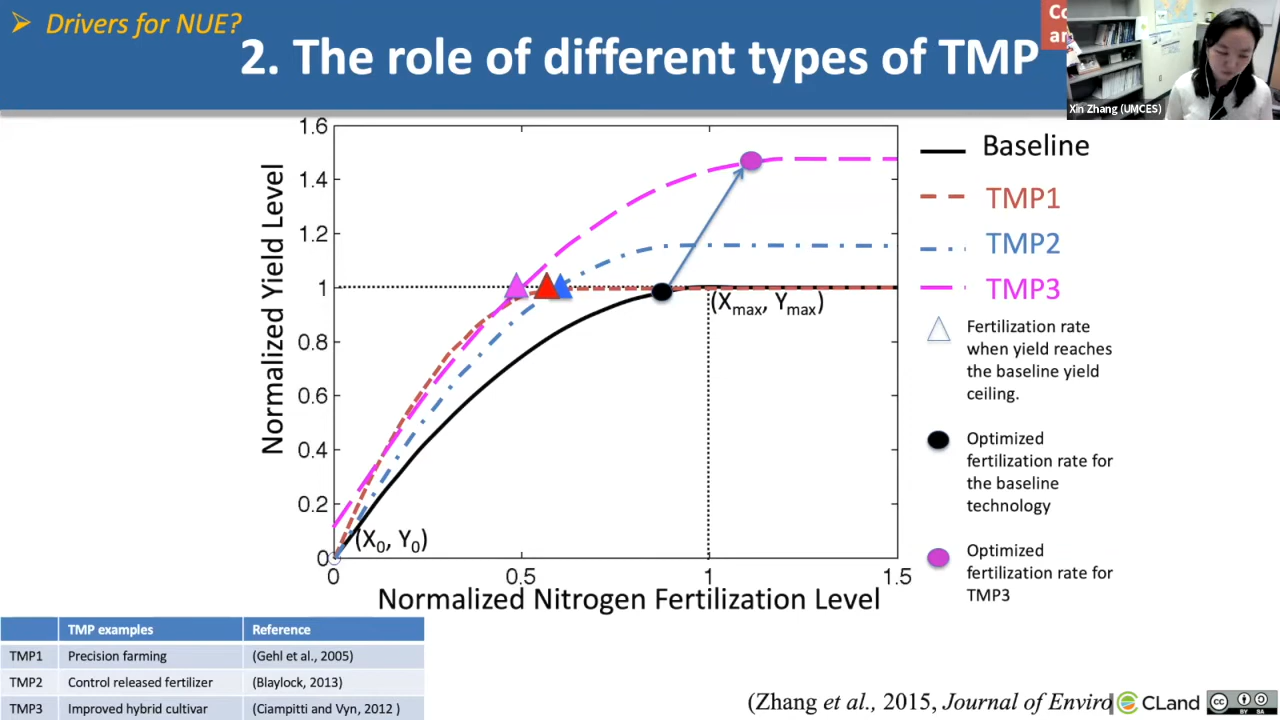 ➢ Drivers for NUE?
2. The role of different types of TMP
Xin Zhang (UMCES)
Normalized Yield Level
1.6
1.4
1.2
1
0.8
0.6
0.4
0.2
0
(Xmax, Ymax)
(X0, Y0)
0 0.5 1 1.5
Normalized Nitrogen Fertilization Level
Baseline
TMP1
TMP2
TMP3
Fertilization rate
when yield reaches
the baseline yield
ceiling.
Optimized
fertilization rate for
the baseline
technology
Optimized
fertilization rate for
TMP3
TMP examples Reference
TMP1 Precision farming (Gehl et al., 2005)
TMP2 Control released fertilizer (Blaylock, 2013)
TMP3 Improved hybrid cultivar (Ciampitti and Vyn, 2012 )
(Zhang et al., 2015, Journal of Enviro
CLand
cc
BY SA